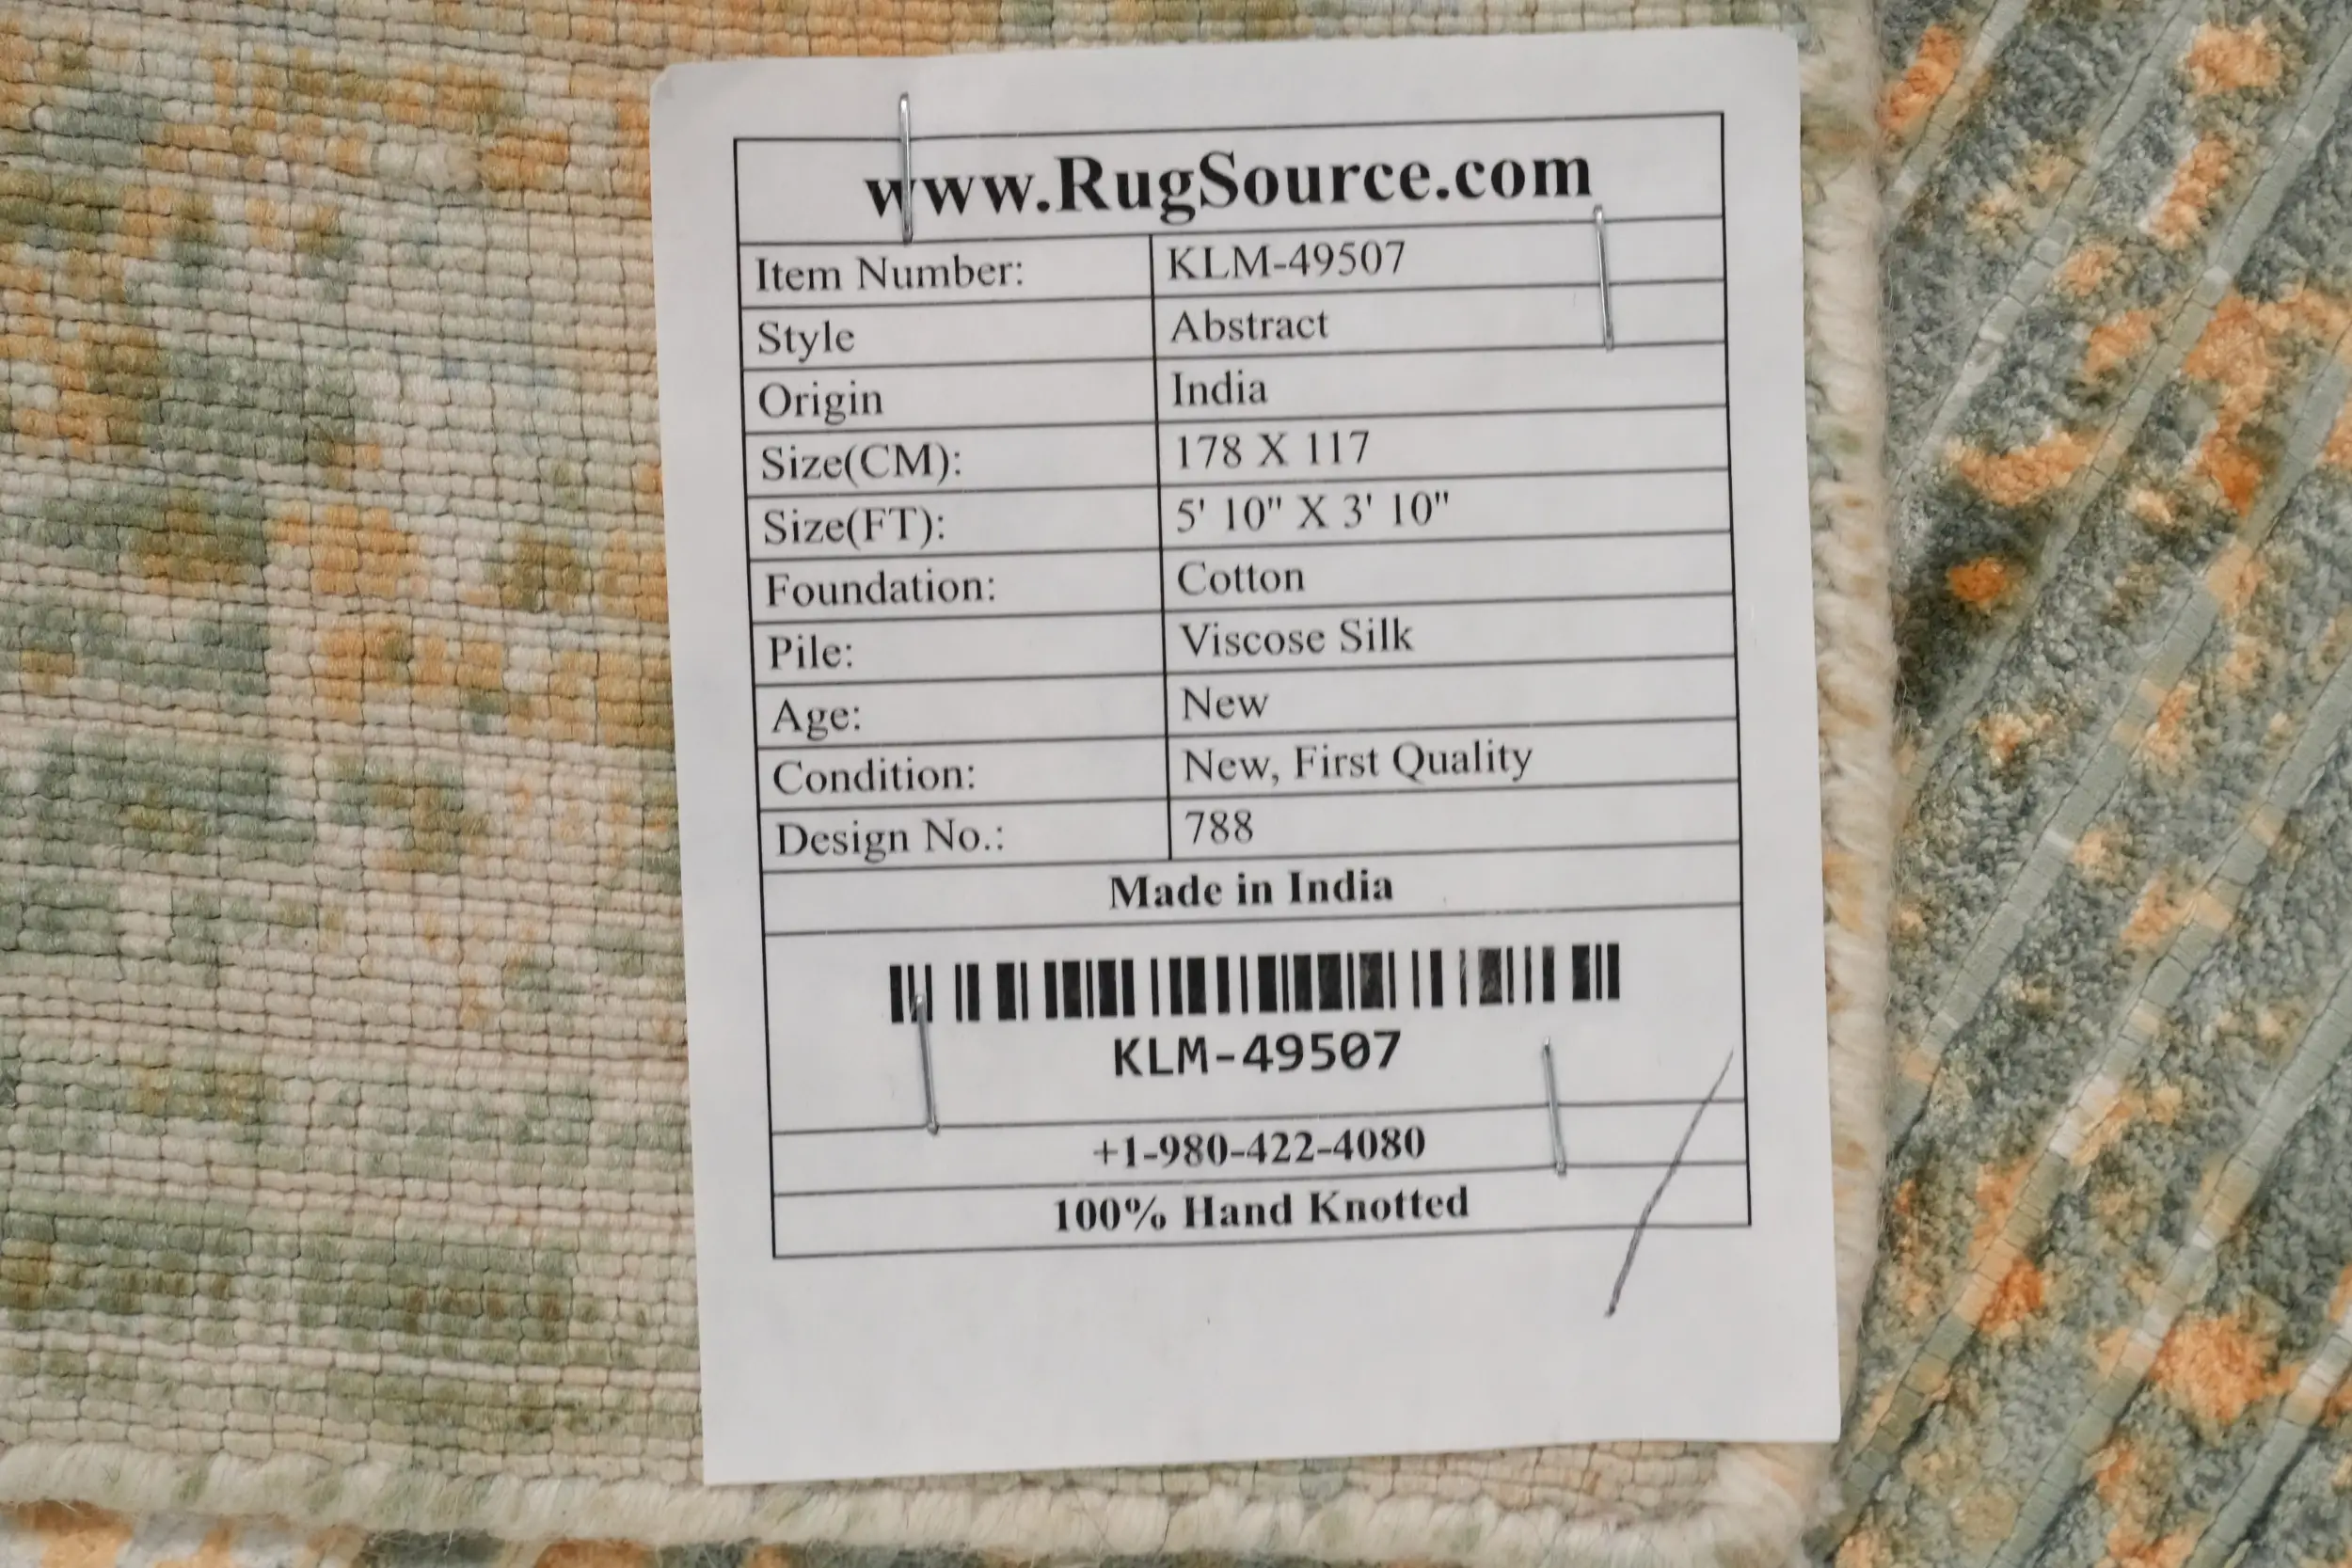 www.RugSource.com
Item Number: KLM-49507
Style Abstract
Origin India
Size(CM): 178 X 117
Size(FT): 5' 10" X 3' 10"
Foundation: Cotton
Pile: Viscose Silk
Age: New
Condition: New, First Quality
Design No.: 788
Made in India
KLM-49507
+1-980-422-4080
100% Hand Knotted